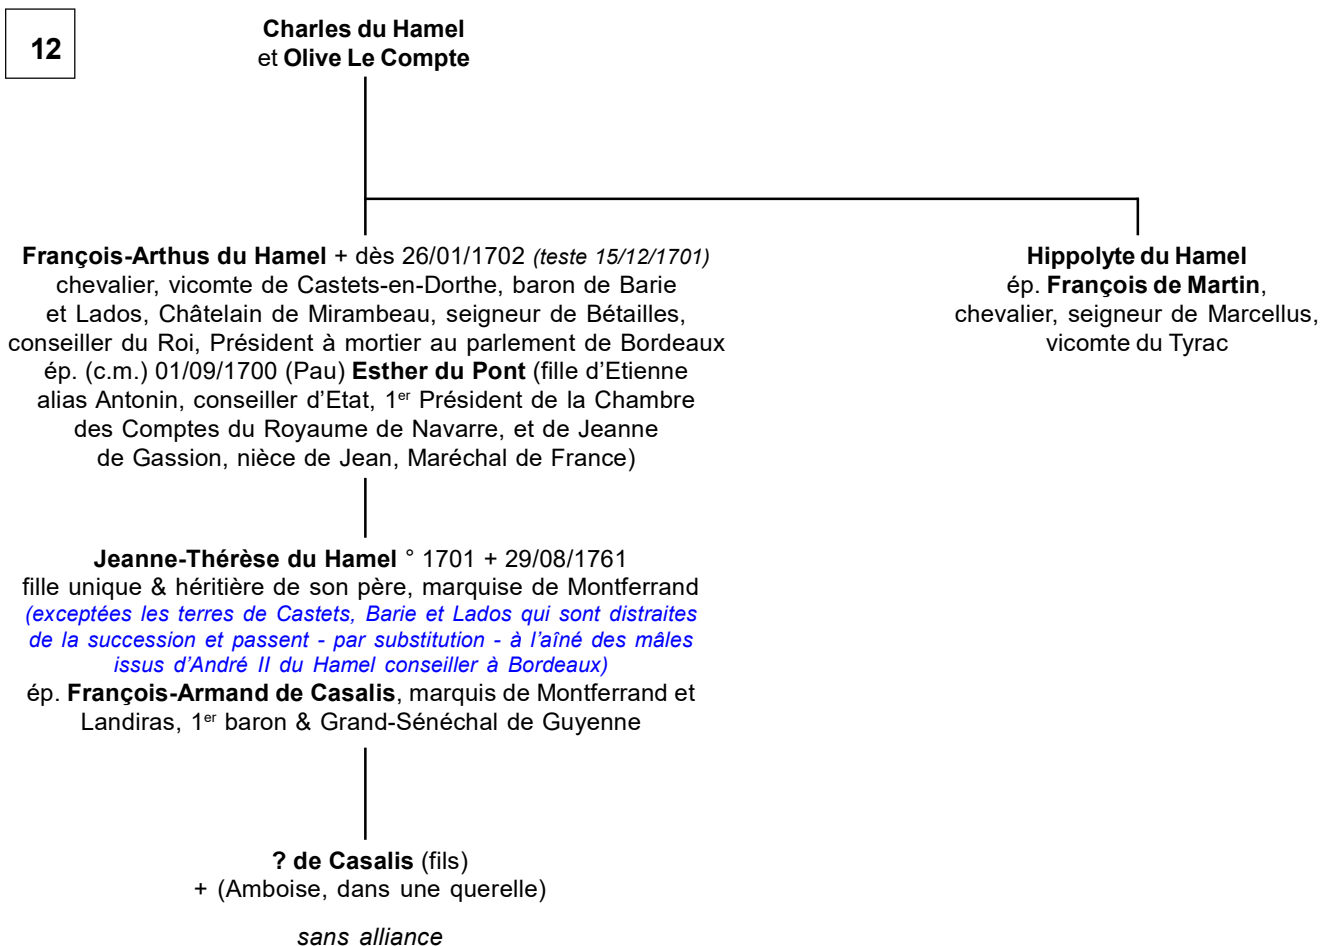 12
Charles du Hamel
et Olive Le Compte
François-Arthus du Hamel + dès 26/01/1702 (teste 15/12/1701)
chevalier, vicomte de Castets-en-Dorthe, baron de Barie
et Lados, Châtelain de Mirambeau, seigneur de Bétailles,
conseiller du Roi, Président à mortier au parlement de Bordeaux
ép. (c.m.) 01/09/1700 (Pau) Esther du Pont (fille d'Etienne
alias Antonin, conseiller d'Etat, 1er Président de la Chambre
des Comptes du Royaume de Navarre, et de Jeanne
de Gassion, nièce de Jean, Maréchal de France)
Hippolyte du Hamel
ép. François de Martin,
chevalier, seigneur de Marcellus,
vicomte du Tyrac
Jeanne-Thérèse du Hamel ° 1701 + 29/08/1761
fille unique & héritière de son père, marquise de Montferrand
(exceptées les terres de Castets, Barie et Lados qui sont distraites
de la succession et passent - par substitution - à l'aîné des mâles
issus d'André II du Hamel conseiller à Bordeaux)
ép. François-Armand de Casalis, marquis de Montferrand et
Landiras, 1er baron & Grand-Sénéchal de Guyenne
? de Casalis (fils)
+ (Amboise, dans une querelle)
sans alliance